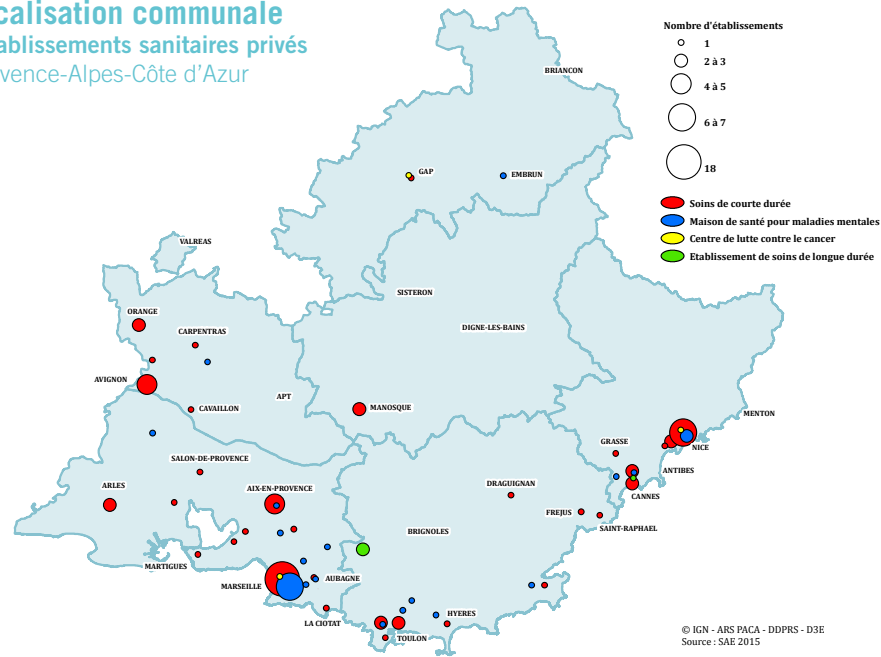 calisation communale
ablissements sanitaires privés
vence-Alpes-Côte d'Azur
Nombre d'établissements
1
2 à 3
4 à 5
6 à 7
18
Soins de courte durée
Maison de santé pour maladies mentales
Centre de lutte contre le cancer
Etablissement de soins de longue durée
BRIANCON
GAP
EMBRUN
VALREAS
SISTERON
ORANGE
DIGNE-LES-BAINS
CARPENTRAS
AVIGNON
APT
CAVAILLON
MANOSQUE
MENTON
GRASSE
NICE
SALON-DE-PROVENCE
ANTIBES
ARLES
AIX-EN-PROVENCE
DRAGUIGNAN
CANNES
FREJUS
SAINT-RAPHAEL
BRIGNOLES
MARTIGUES
AUBAGNE
MARSEILLE
HYERES
LA CIOTAT
TOULON
© IGN - ARS PACA - DDPRS - D3E
Source : SAE 2015